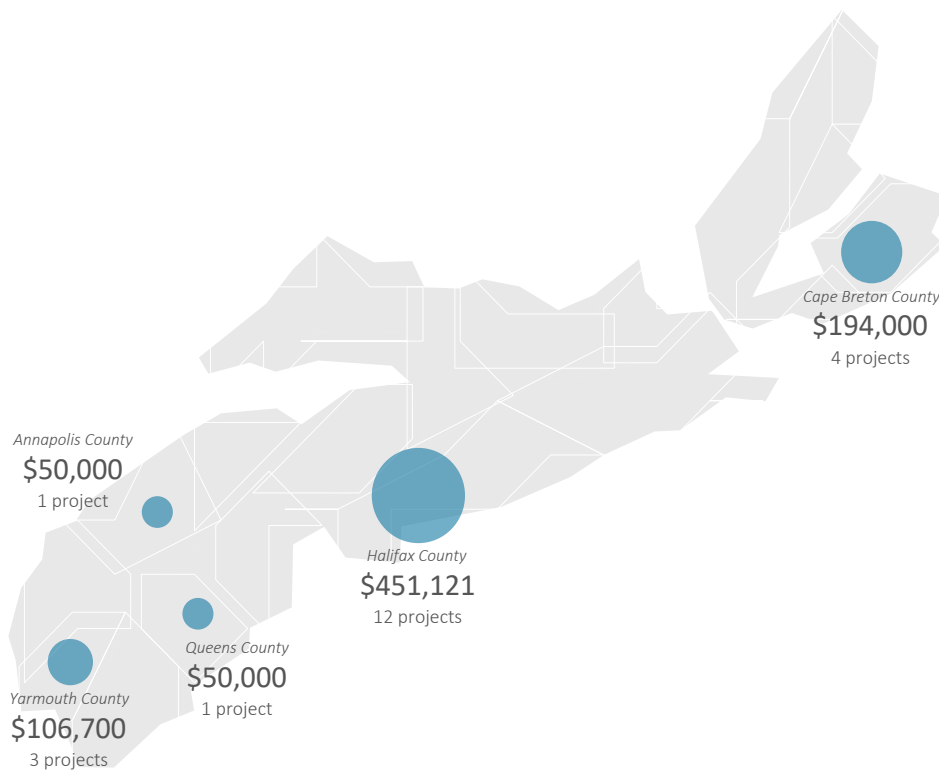 Cape Breton County
$194,000
4 projects
Annapolis County
$50,000
1 project
Halifax County
$451,121
12 projects
Queens County
$50,000
1 project
Yarmouth County
$106,700
3 projects